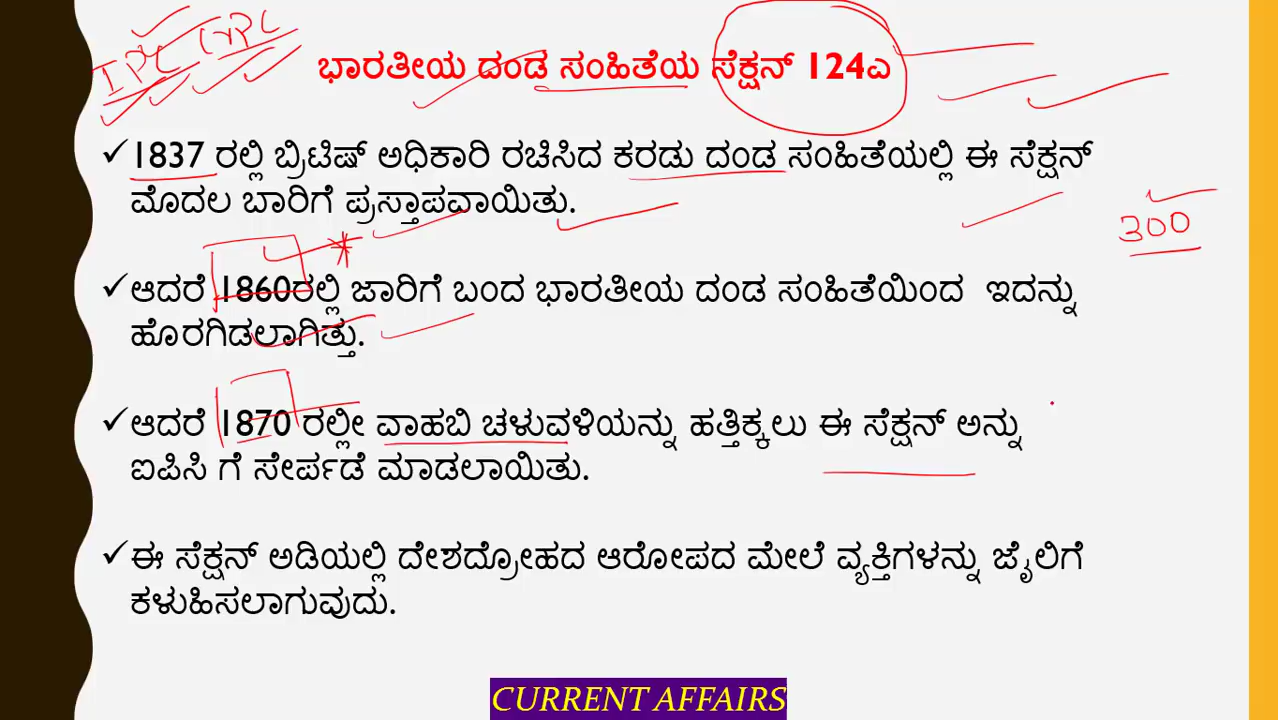 IPC CrPC
ಭಾರತೀಯ ದಂಡ ಸಂಹಿತೆಯ ಸೆಕ್ಷನ್ 124ಎ
✓1837 ರಲ್ಲಿ ಬ್ರಿಟಿಷ್ ಅಧಿಕಾರಿ ರಚಿಸಿದ ಕರಡು ದಂಡ ಸಂಹಿತೆಯಲ್ಲಿ ಈ ಸೆಕ್ಷನ್
ಮೊದಲ ಬಾರಿಗೆ ಪ್ರಸ್ತಾಪವಾಯಿತು.
300
✓ಆದರೆ 1860ರಲ್ಲಿ ಜಾರಿಗೆ ಬಂದ ಭಾರತೀಯ ದಂಡ ಸಂಹಿತೆಯಿಂದ ಇದನ್ನು
ಹೊರಗಿಡಲಾಗಿತ್ತು.
✓ಆದರೆ 1870 ರಲ್ಲೀ ವಾಹಬಿ ಚಳುವಳಿಯನ್ನು ಹತ್ತಿಕ್ಕಲು ಈ ಸೆಕ್ಷನ್ ಅನ್ನು
ಐಪಿಸಿ ಗೆ ಸೇರ್ಪಡೆ ಮಾಡಲಾಯಿತು.
✓ಈ ಸೆಕ್ಷನ್ ಅಡಿಯಲ್ಲಿ ದೇಶದ್ರೋಹದ ಆರೋಪದ ಮೇಲೆ ವ್ಯಕ್ತಿಗಳನ್ನು ಜೈಲಿಗೆ
ಕಳುಹಿಸಲಾಗುವುದು.
CURRENT AFFAIRS